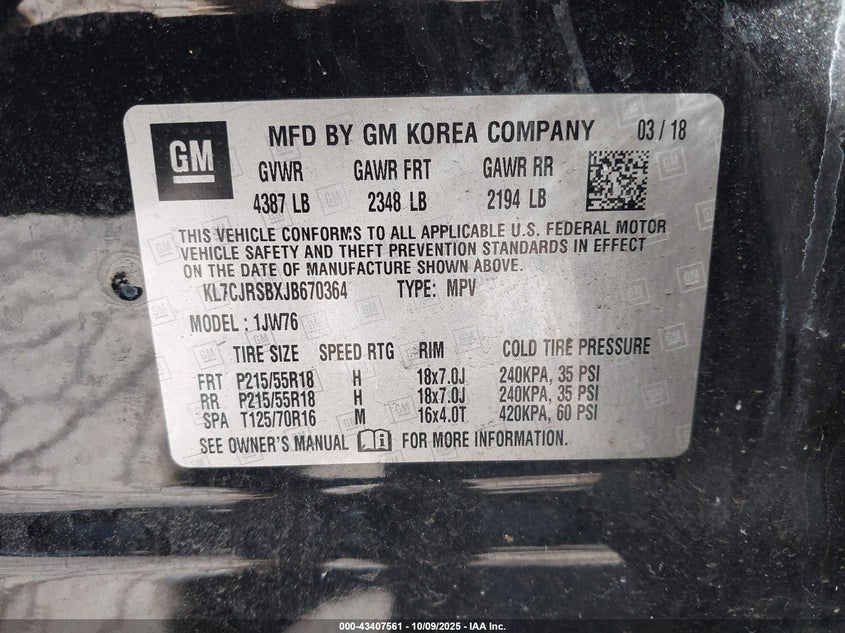 GM
MFD BY GM KOREA COMPANY 03 / 18
GVWR GAWR FRT GAWR RR
4387 LB 2348 LB 2194 LB
THIS VEHICLE CONFORMS TO ALL APPLICABLE U.S. FEDERAL MOTOR
VEHICLE SAFETY AND THEFT PREVENTION STANDARDS IN EFFECT
ON THE DATE OF MANUFACTURE SHOWN ABOVE.
KL7CJRSBXJB670364 TYPE: MPV
MODEL : 1JW76
TIRE SIZE SPEED RTG RIM COLD TIRE PRESSURE
FRT P215/55R18 H 18x7.0J 240KPA, 35 PSI
RR P215/55R18 H 18x7.0J 240KPA, 35 PSI
SPA T125/70R16 M 16x4.0T 420KPA, 60 PSI
SEE OWNER'S MANUAL FOR MORE INFORMATION.
000-43407561 - 10/09/2025 - IAA Inc.